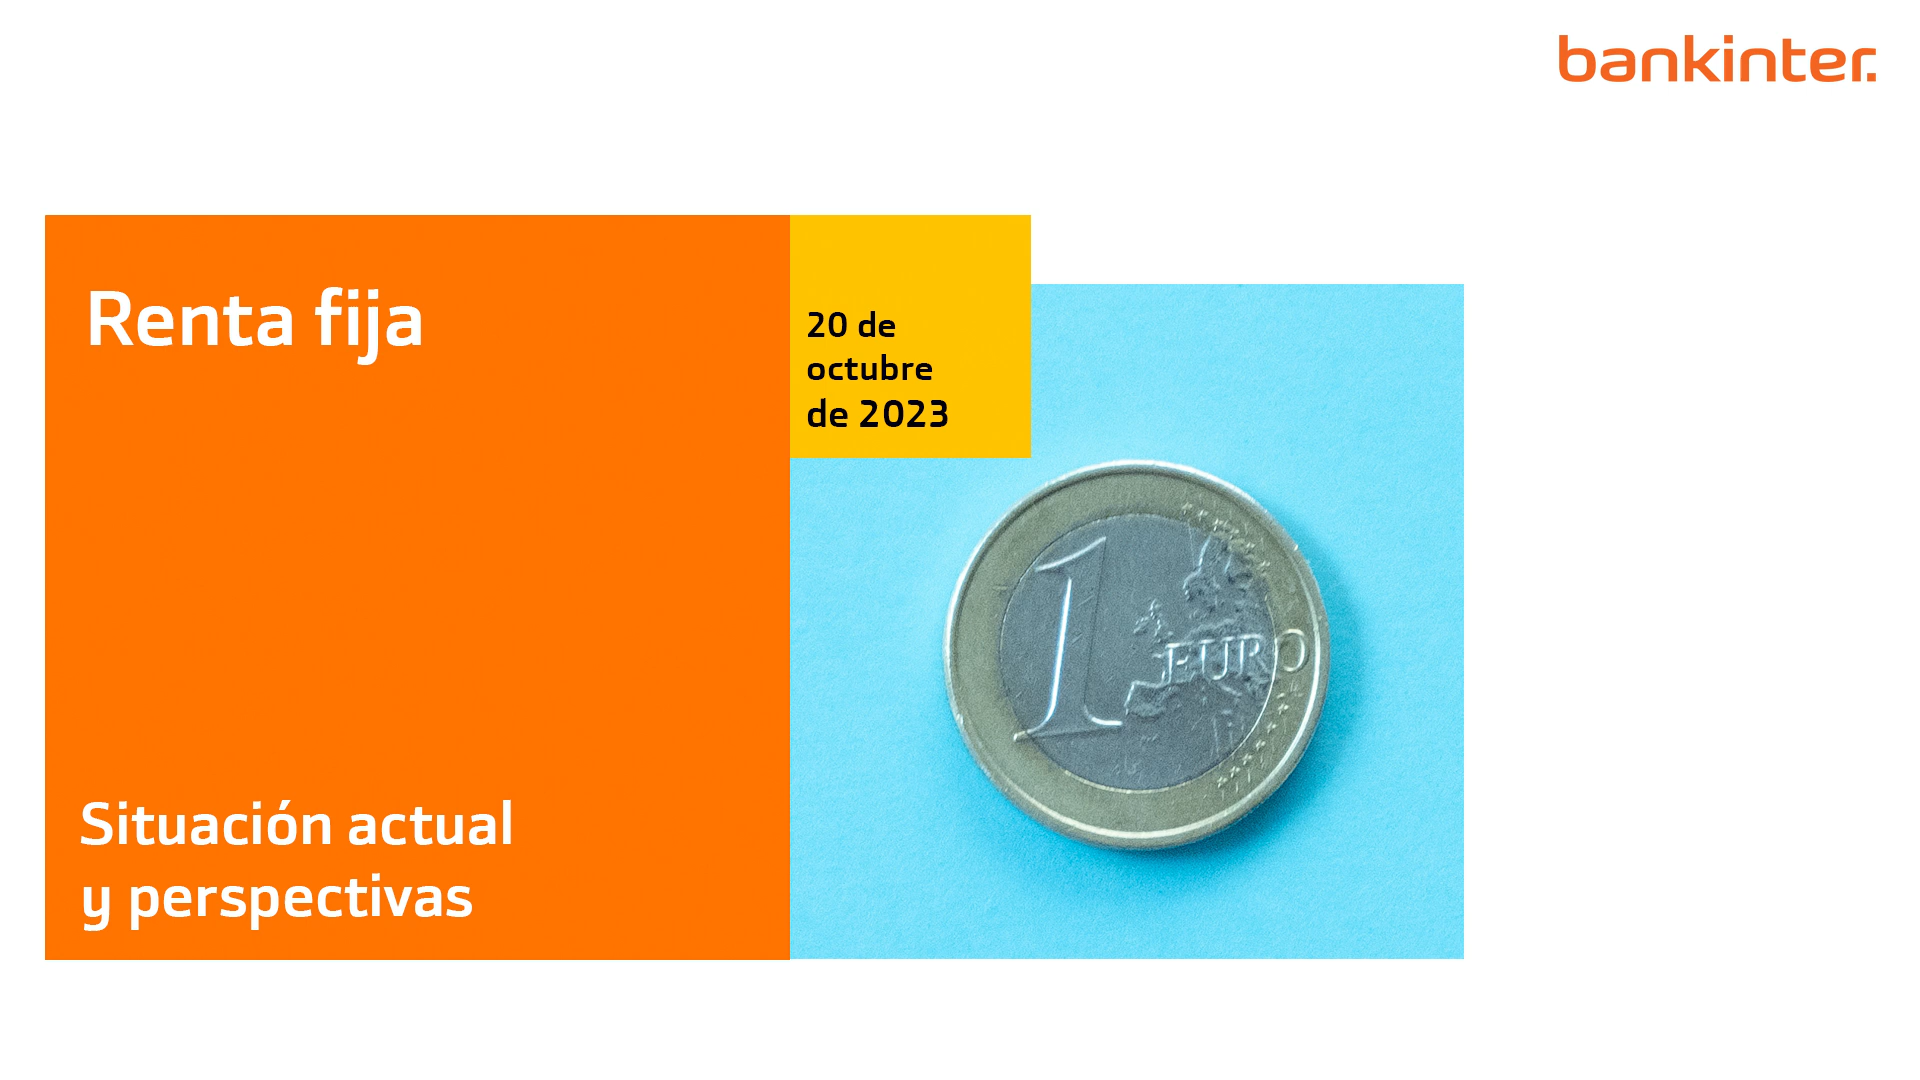 bankinter.
Renta fija
20 de
octubre
de 2023
1
EURO
Situación actual
y perspectivas